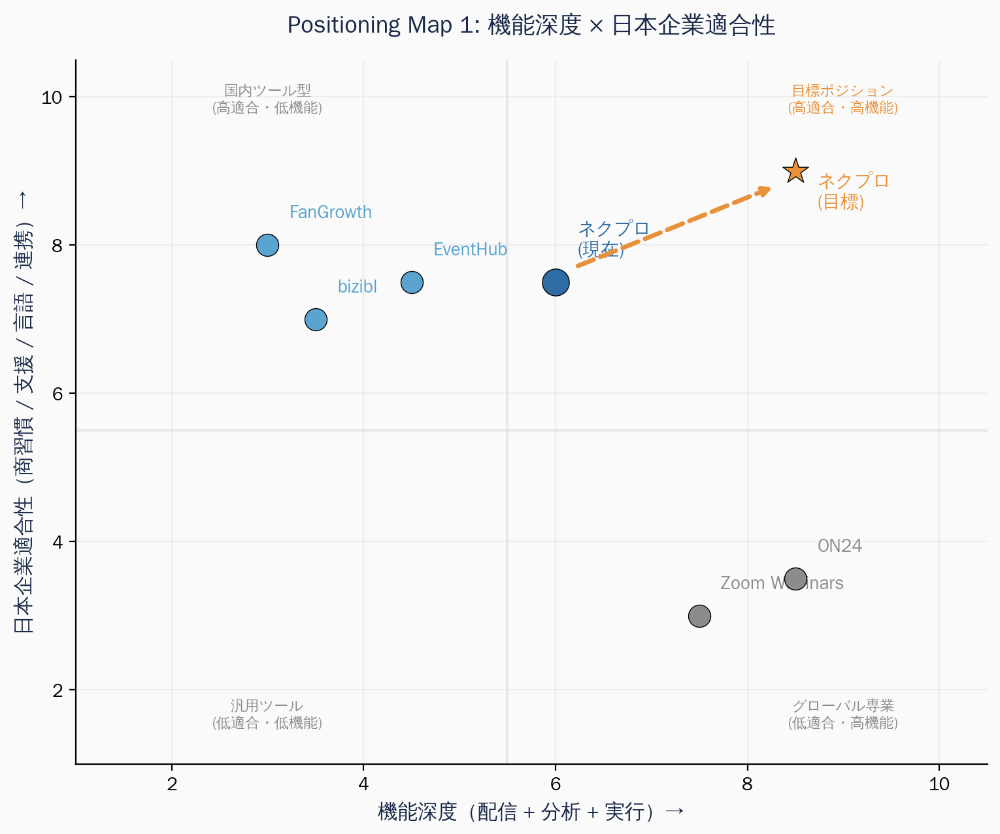 Positioning Map 1: 機能深度 × 日本企業適合性
10
8
6
4
2
日本企業適合性（商習慣 / 支援 / 言語 / 連携）→
国内ツール型
(高適合・低機能)
目標ポジション
(高適合・高機能)
ネクプロ
(目標)
FanGrowth
ネクプロ
(現在)
EventHub
bizibl
ON24
Zoom Webinars
汎用ツール
(低適合・低機能)
グローバル専業
(低適合・高機能)
2
4
6
8
10
機能深度（配信 + 分析 + 実行）→